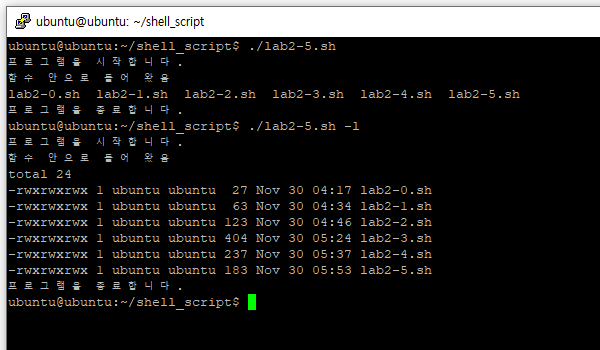 ubuntu@ubuntu: ~/shell_script
ubuntu@ubuntu:~/shell_script$ ./lab2-5.sh
프로그램을 시작합니다.
함수 안으로 들어 왔음
lab2-0.sh  lab2-1.sh  lab2-2.sh  lab2-3.sh  lab2-4.sh  lab2-5.sh
프로그램을 종료합니다.
ubuntu@ubuntu:~/shell_script$ ./lab2-5.sh -l
프로그램을 시작합니다.
함수 안으로 들어 왔음
total 24
-rwxrwxrwx 1 ubuntu ubuntu  27 Nov 30 04:17 lab2-0.sh
-rwxrwxrwx 1 ubuntu ubuntu  63 Nov 30 04:34 lab2-1.sh
-rwxrwxrwx 1 ubuntu ubuntu 123 Nov 30 04:46 lab2-2.sh
-rwxrwxrwx 1 ubuntu ubuntu 404 Nov 30 05:24 lab2-3.sh
-rwxrwxrwx 1 ubuntu ubuntu 237 Nov 30 05:37 lab2-4.sh
-rwxrwxrwx 1 ubuntu ubuntu 183 Nov 30 05:53 lab2-5.sh
프로그램을 종료합니다.
ubuntu@ubuntu:~/shell_script$